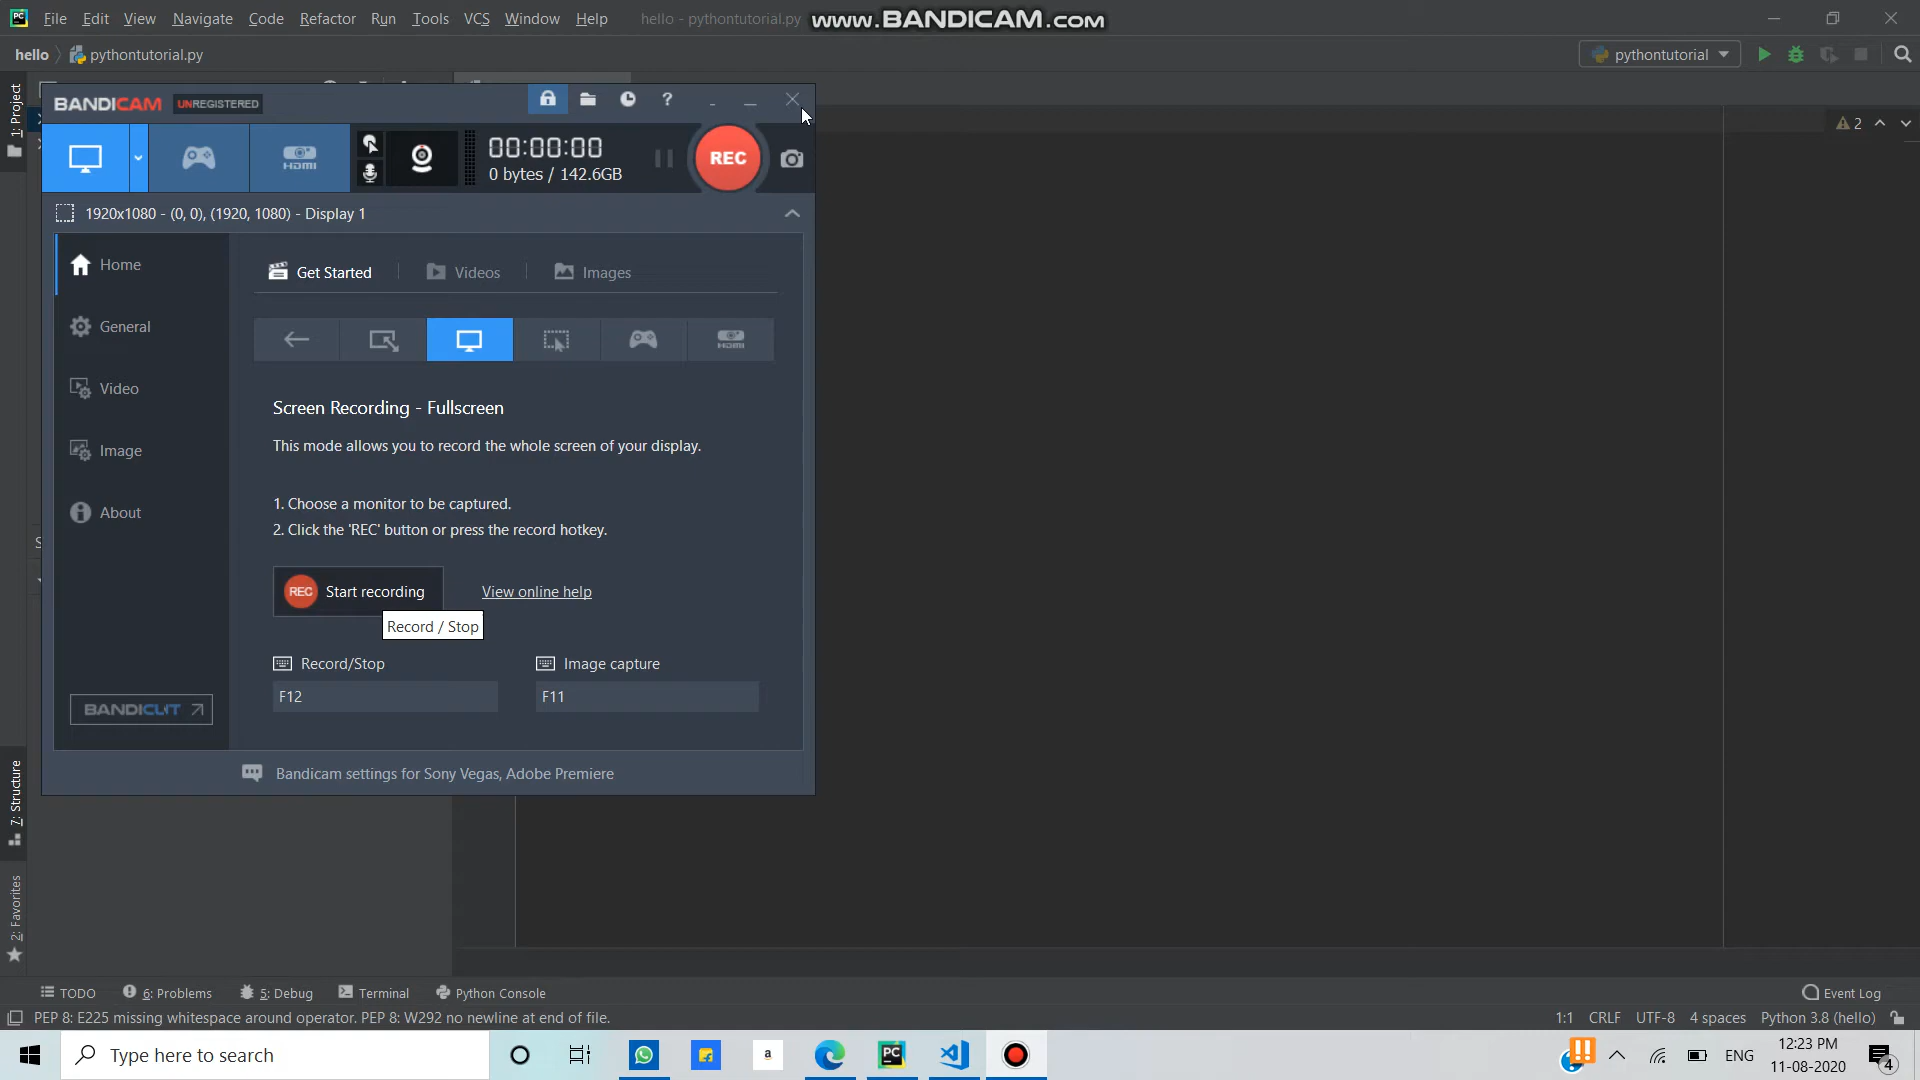 File Edit View Navigate Code Refactor Run Tools VCS Window Help hello - pythontutorial.py
www.BANDICAM.com
hello pythontutorial.py
pythontutorial
1: Project
BANDICAM UNREGISTERED
?
2
HDMI
00:00:00
0 bytes / 142.6GB
REC
1920x1080 - (0, 0), (1920, 1080) - Display 1
Home
General
Video
Image
About
BANDICUT
Get Started
Videos
Images
HDMI
Screen Recording - Fullscreen
This mode allows you to record the whole screen of your display.
1. Choose a monitor to be captured.
2. Click the 'REC' button or press the record hotkey.
REC Start recording
View online help
Record / Stop
Record/Stop
Image capture
F12
F11
Bandicam settings for Sony Vegas, Adobe Premiere
7: Structure
2: Favorites
TODO 6: Problems 5: Debug Terminal Python Console Event Log
PEP 8: E225 missing whitespace around operator. PEP 8: W292 no newline at end of file. 1:1 CRLF UTF-8 4 spaces Python 3.8 (hello)
Type here to search
a
PC
ENG
12:23 PM
11-08-2020
4